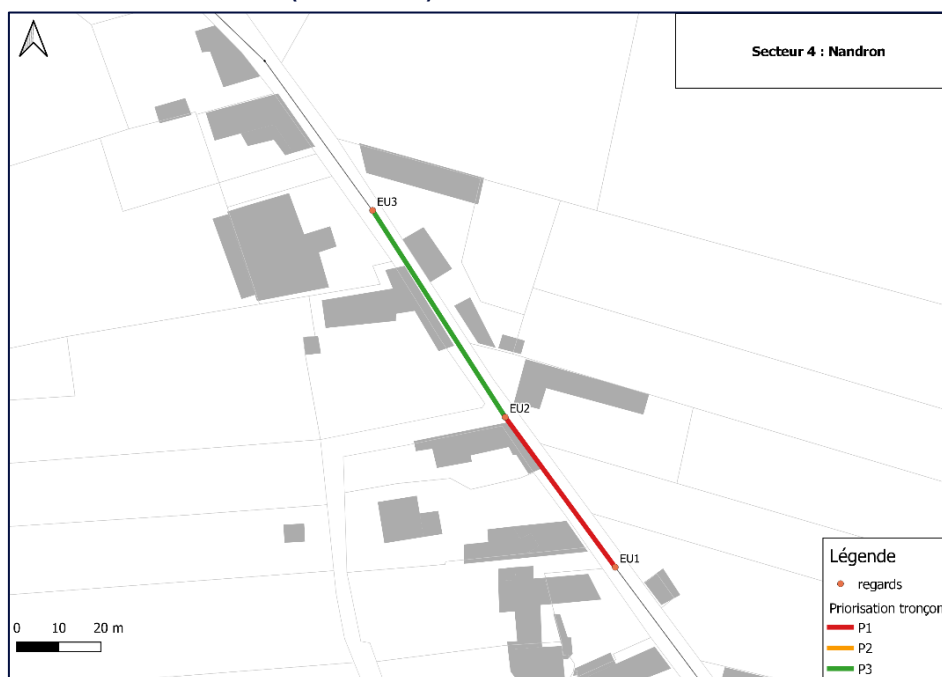 Secteur 4 : Nandron
EU3
EU2
EU1
0 10 20 m
Légende
regards
Priorisation tronçon
P1
P2
P3